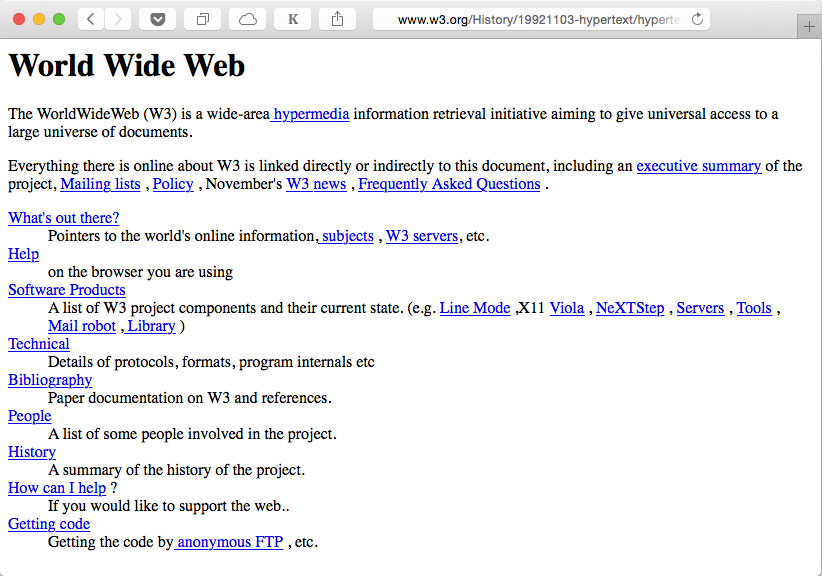 K
www.w3.org/History/19921103-hypertext/hyperte
World Wide Web
The WorldWideWeb (W3) is a wide-area hypermedia information retrieval initiative aiming to give universal access to a
large universe of documents.
Everything there is online about W3 is linked directly or indirectly to this document, including an executive summary of the
project, Mailing lists , Policy , November's W3 news , Frequently Asked Questions .
What's out there?
Pointers to the world's online information, subjects , W3 servers, etc.
Help
on the browser you are using
Software Products
A list of W3 project components and their current state. (e.g. Line Mode ,X11 Viola , NeXTStep , Servers , Tools ,
Mail robot , Library )
Technical
Details of protocols, formats, program internals etc
Bibliography
Paper documentation on W3 and references.
People
A list of some people involved in the project.
History
A summary of the history of the project.
How can I help ?
If you would like to support the web..
Getting code
Getting the code by anonymous FTP , etc.